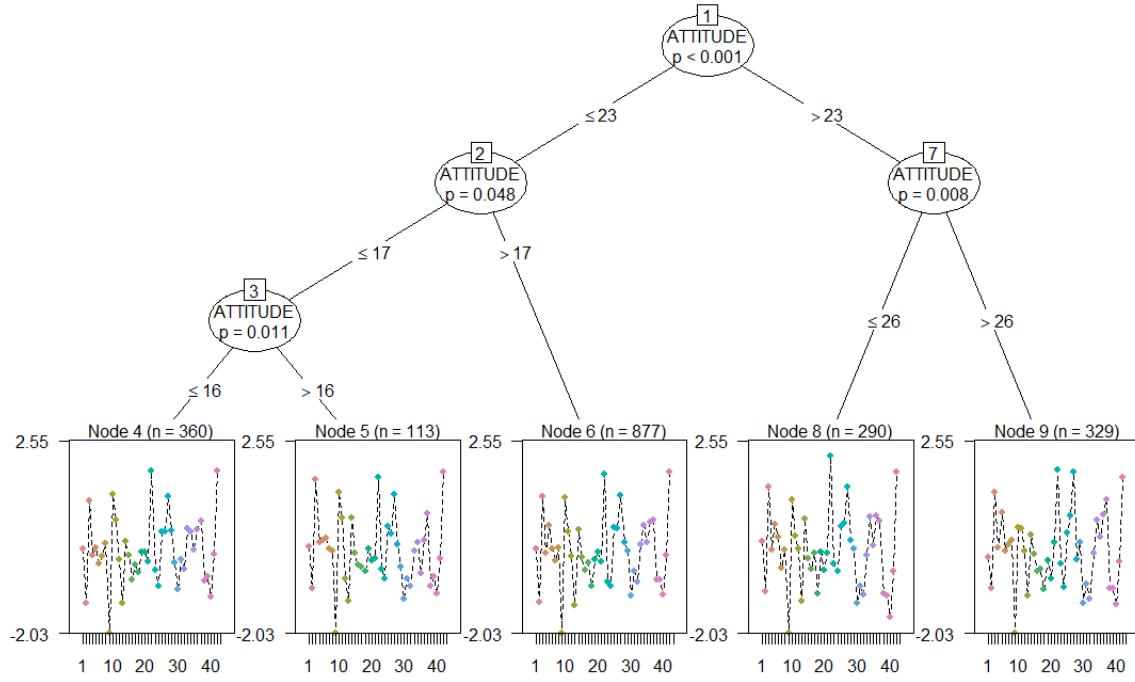 1
ATTITUDE
p < 0.001
≤ 23
> 23
2
ATTITUDE
p = 0.048
7
ATTITUDE
p = 0.008
≤ 17
> 17
3
ATTITUDE
p = 0.011
≤ 26
> 26
≤ 16
> 16
Node 4 (n = 360)
2.55
-2.03
1 10 20 30 40
Node 5 (n = 113)
2.55
-2.03
1 10 20 30 40
Node 6 (n = 877)
2.55
-2.03
1 10 20 30 40
Node 8 (n = 290)
2.55
-2.03
1 10 20 30 40
Node 9 (n = 329)
2.55
-2.03
1 10 20 30 40